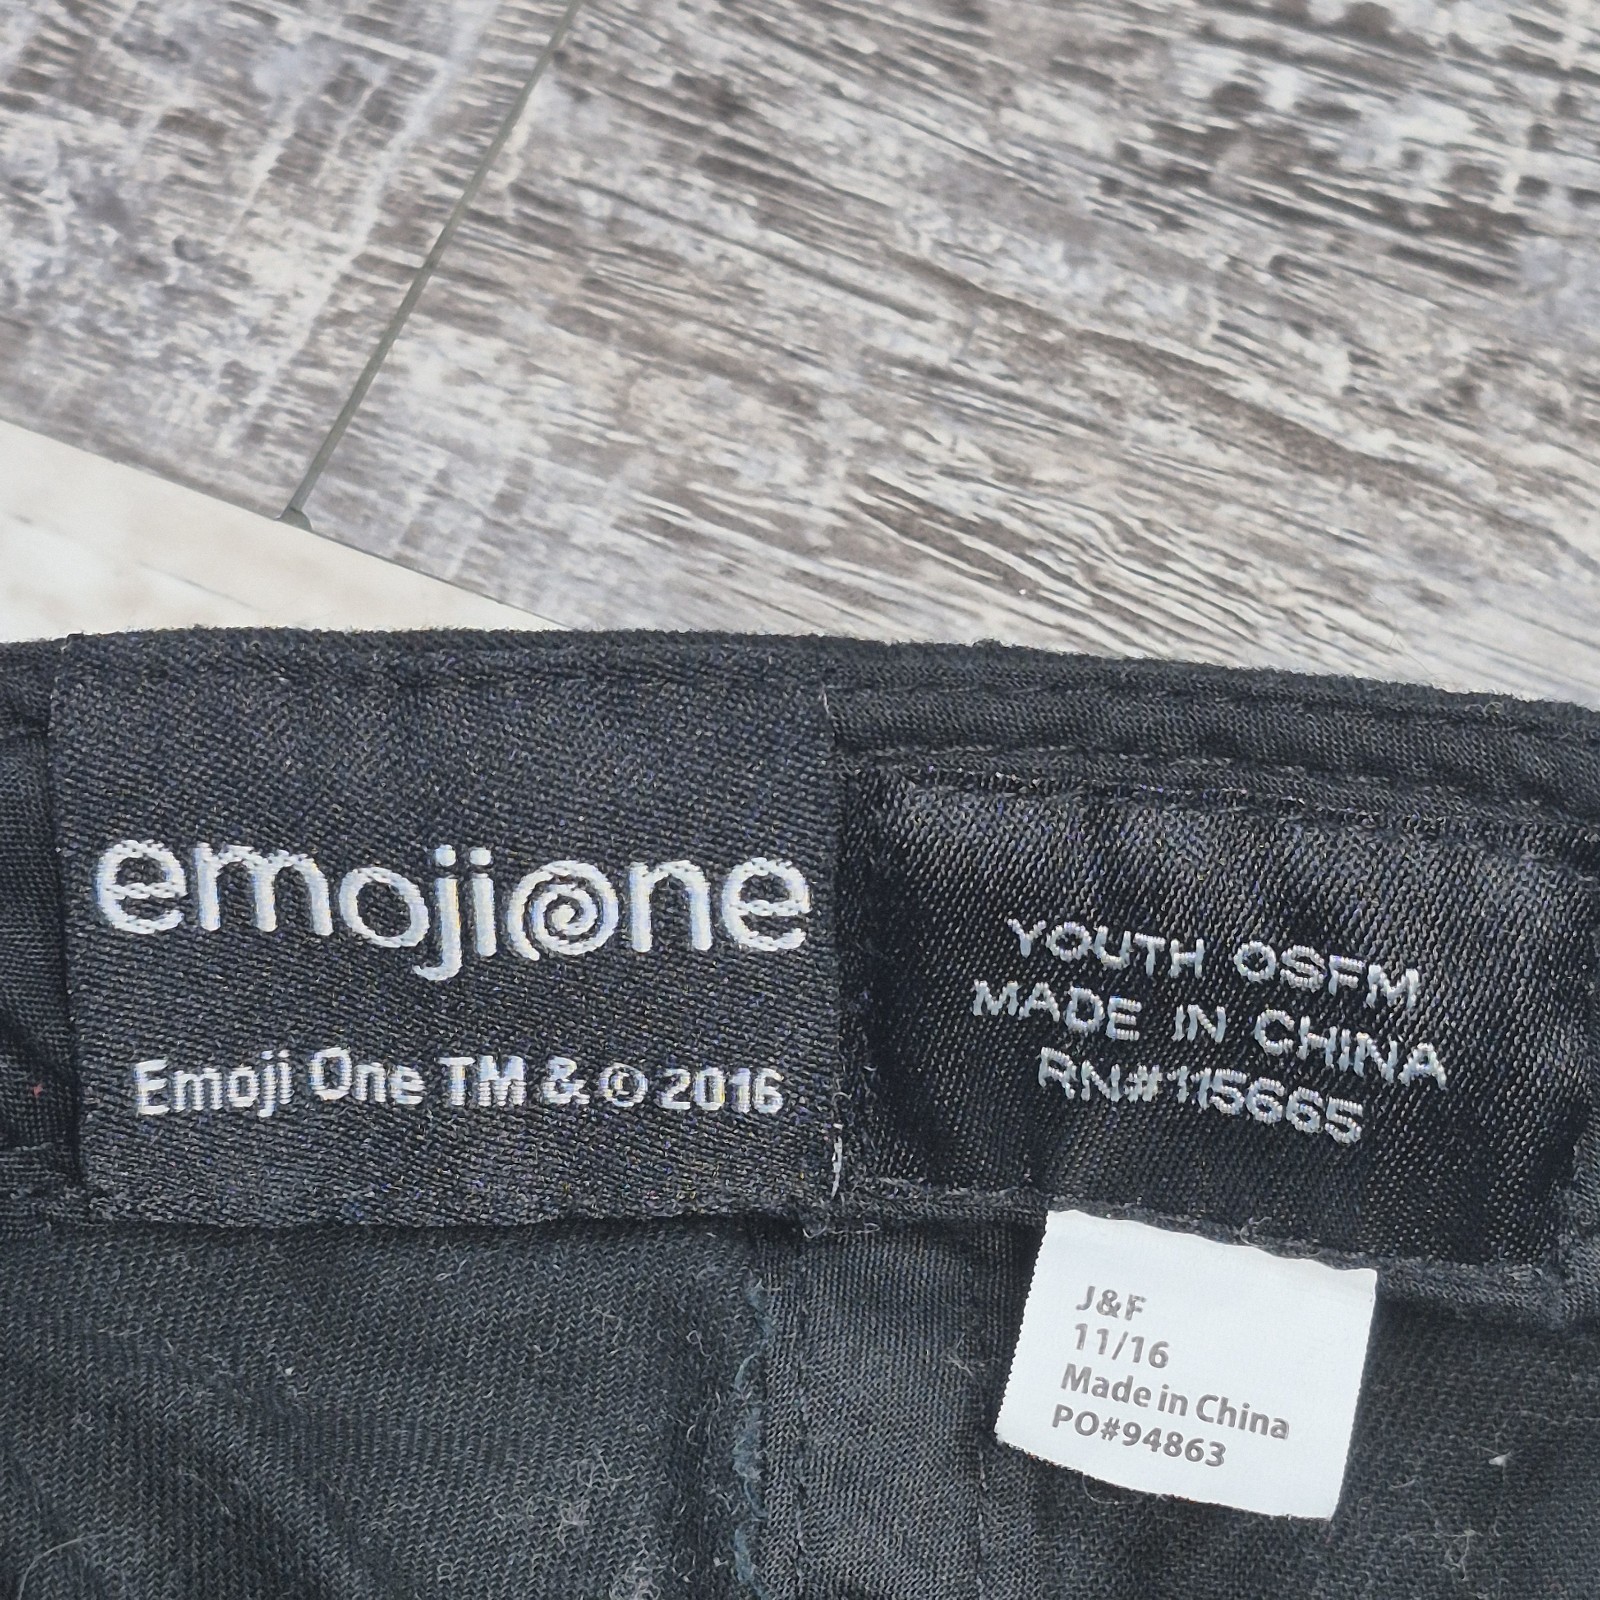 emojione
Emoji One TM & © 2016
YOUTH OSFM
MADE IN CHINA
RN#115665
J&F
11/16
Made in China
PO#94863